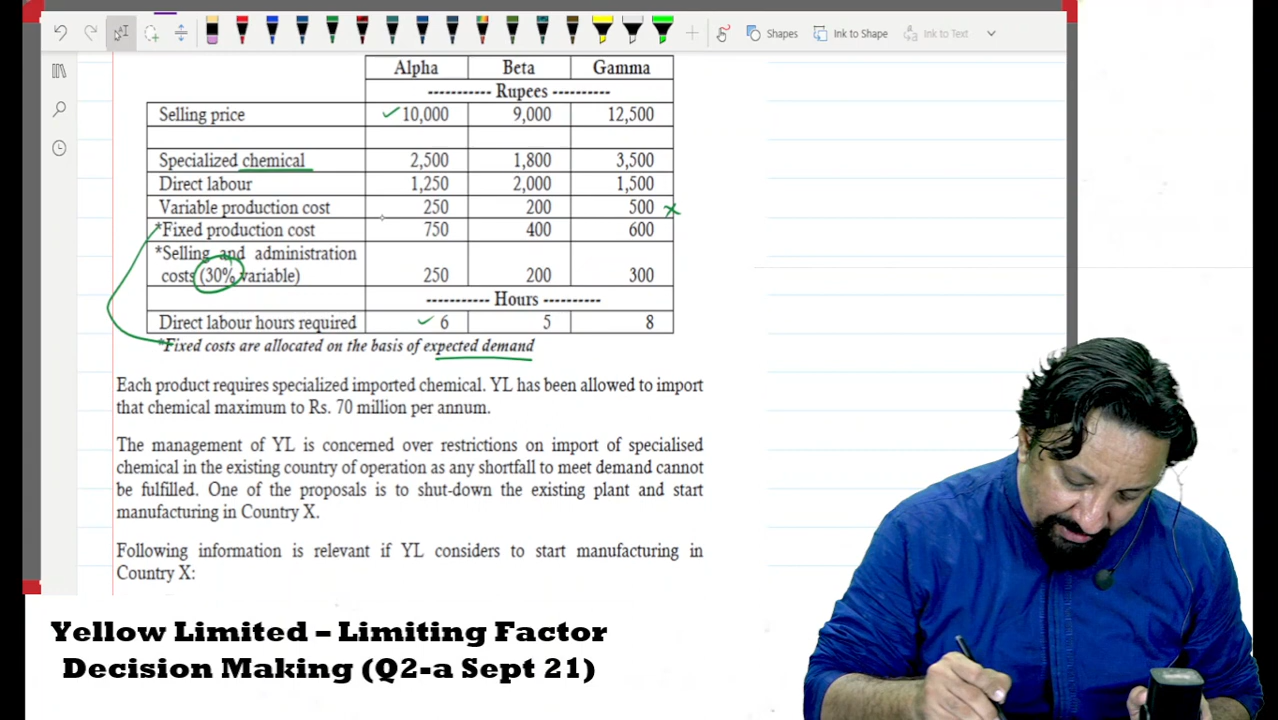 Shapes Ink to Shape Ink to Text
Alpha Beta Gamma
----------- Rupees ----------
Selling price 10,000 9,000 12,500
Specialized chemical 2,500 1,800 3,500
Direct labour 1,250 2,000 1,500
Variable production cost 250 200 500 x
*Fixed production cost 750 400 600
*Selling and administration
costs (30% variable) 250 200 300
----------- Hours ----------
Direct labour hours required 6 5 8
*Fixed costs are allocated on the basis of expected demand
Each product requires specialized imported chemical. YL has been allowed to import
that chemical maximum to Rs. 70 million per annum.
The management of YL is concerned over restrictions on import of specialised
chemical in the existing country of operation as any shortfall to meet demand cannot
be fulfilled. One of the proposals is to shut-down the existing plant and start
manufacturing in Country X.
Following information is relevant if YL considers to start manufacturing in
Country X:
Yellow Limited – Limiting Factor
Decision Making (Q2-a Sept 21)